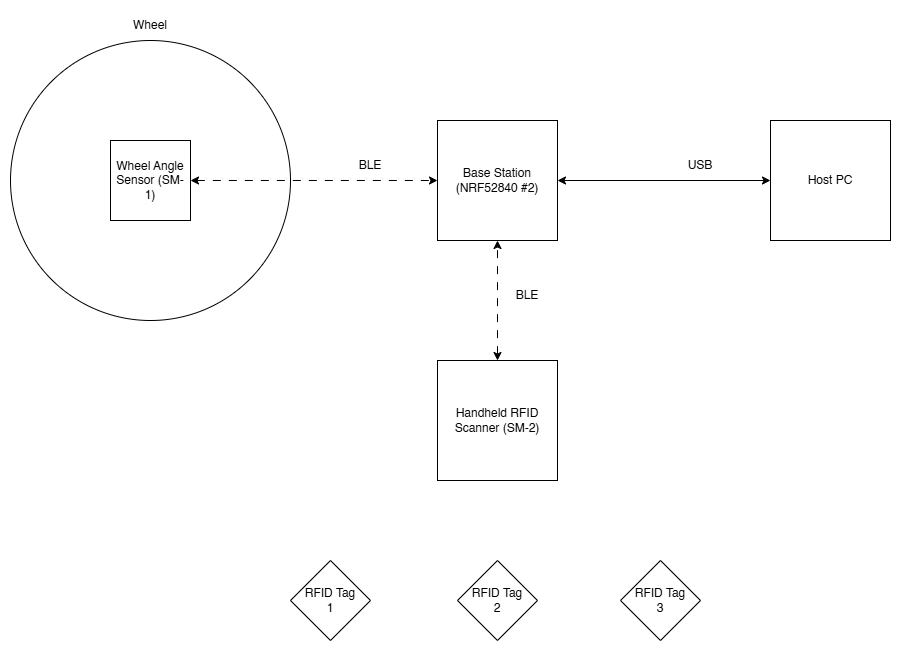 Wheel
Wheel Angle
Sensor (SM-
1)
BLE
Base Station
(NRF52840 #2)
USB
Host PC
BLE
Handheld RFID
Scanner (SM-2)
RFID Tag
1
RFID Tag
2
RFID Tag
3